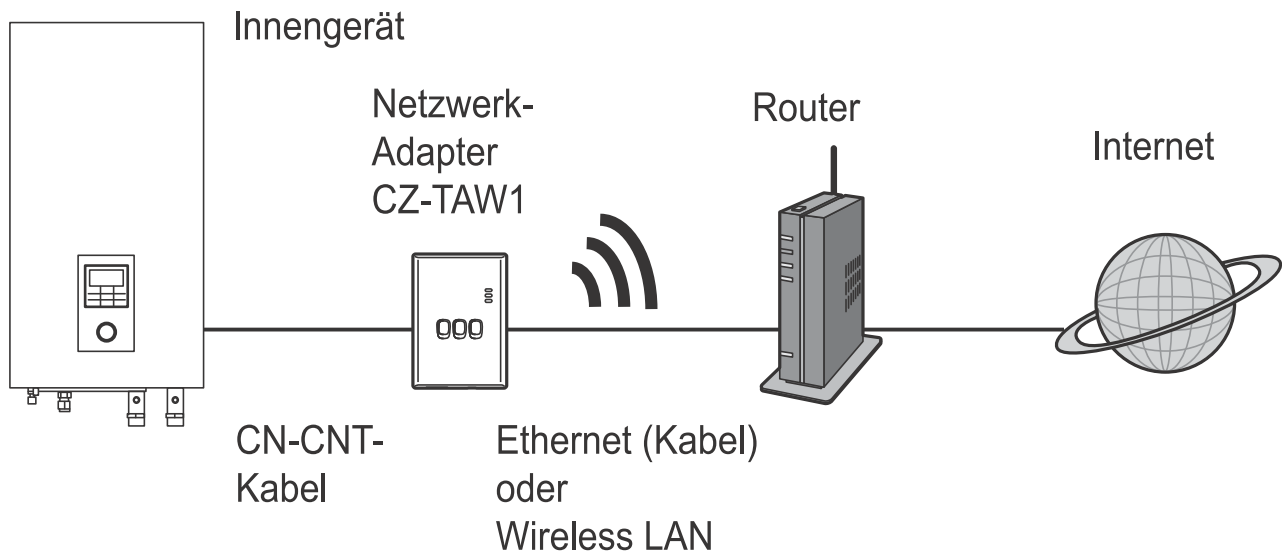 Innengerät
Netzwerk-
Adapter
CZ-TAW1
Router
Internet
CN-CNT-
Kabel
Ethernet (Kabel)
oder
Wireless LAN